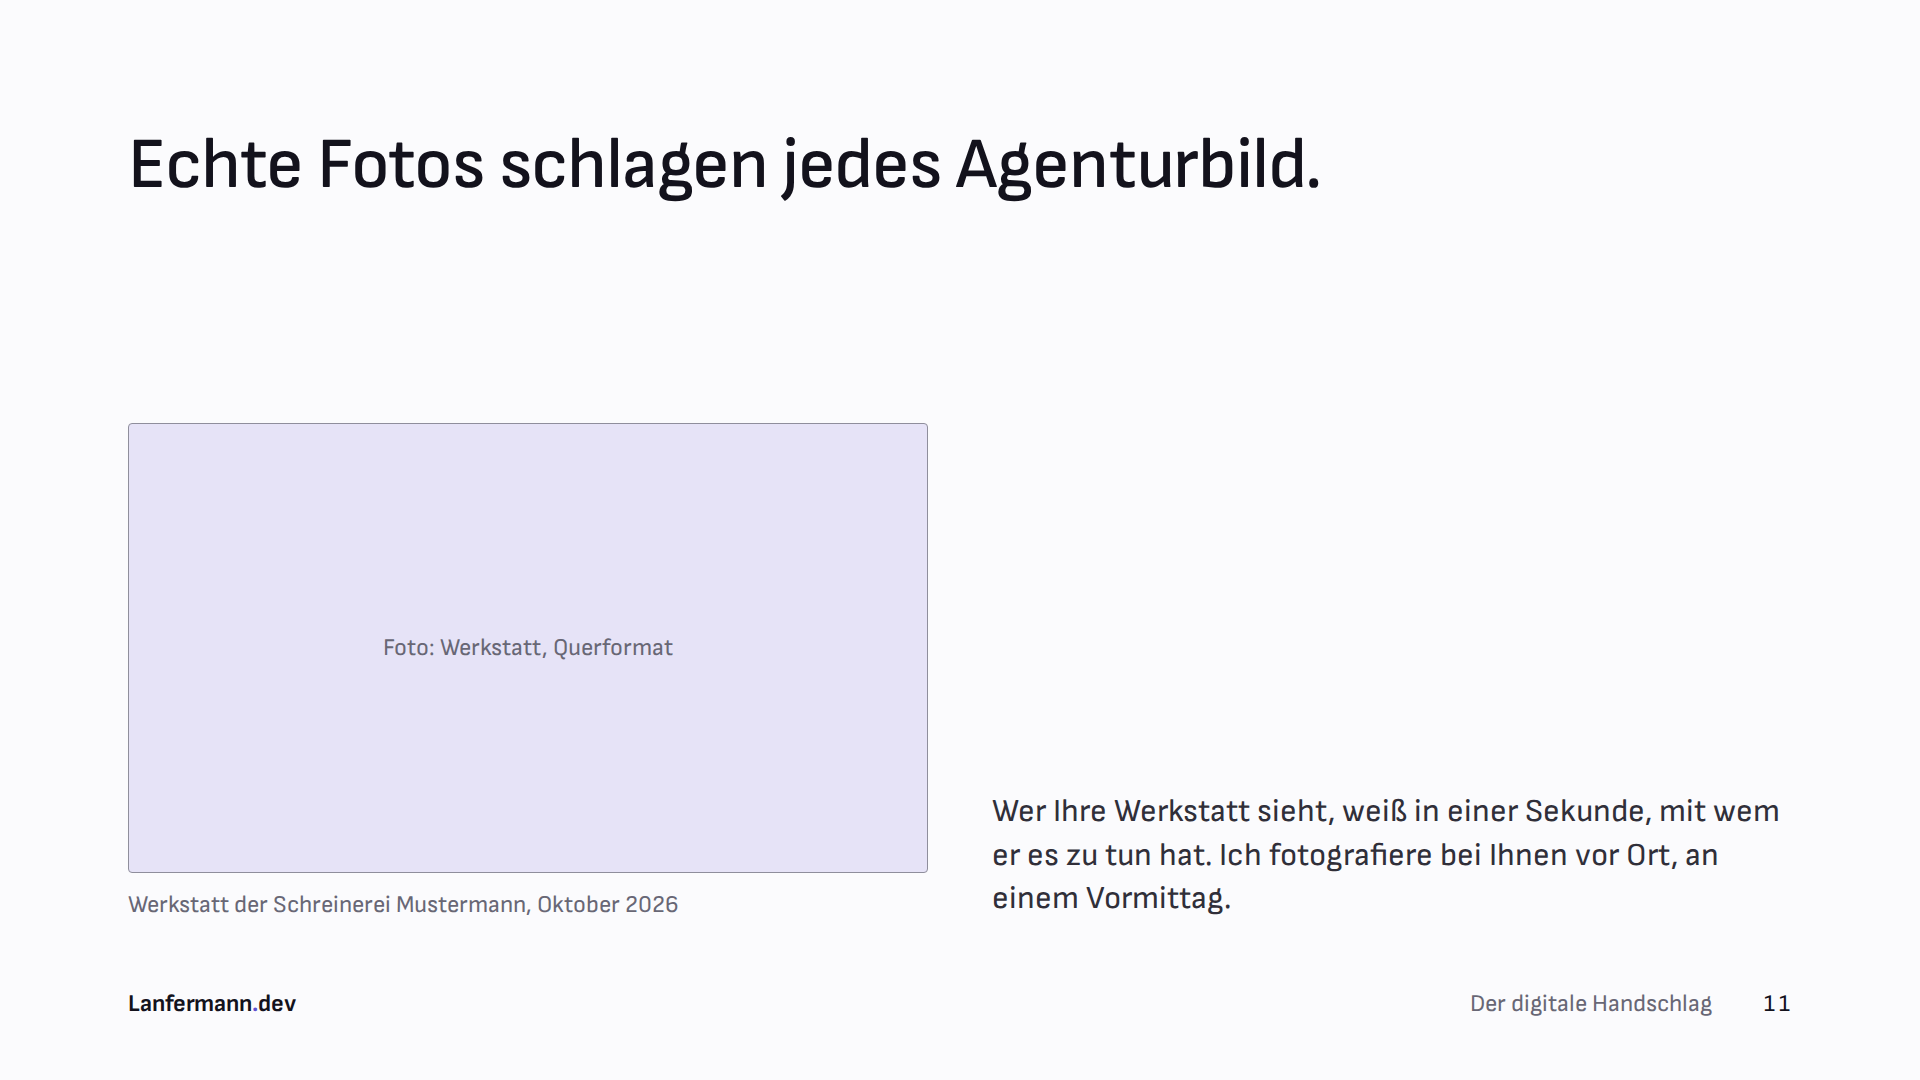 Echte Fotos schlagen jedes Agenturbild.
Foto: Werkstatt, Querformat
Werkstatt der Schreinerei Mustermann, Oktober 2026
Wer Ihre Werkstatt sieht, weiß in einer Sekunde, mit wem
er es zu tun hat. Ich fotografiere bei Ihnen vor Ort, an
einem Vormittag.
Lanfermann.dev
Der digitale Handschlag
11